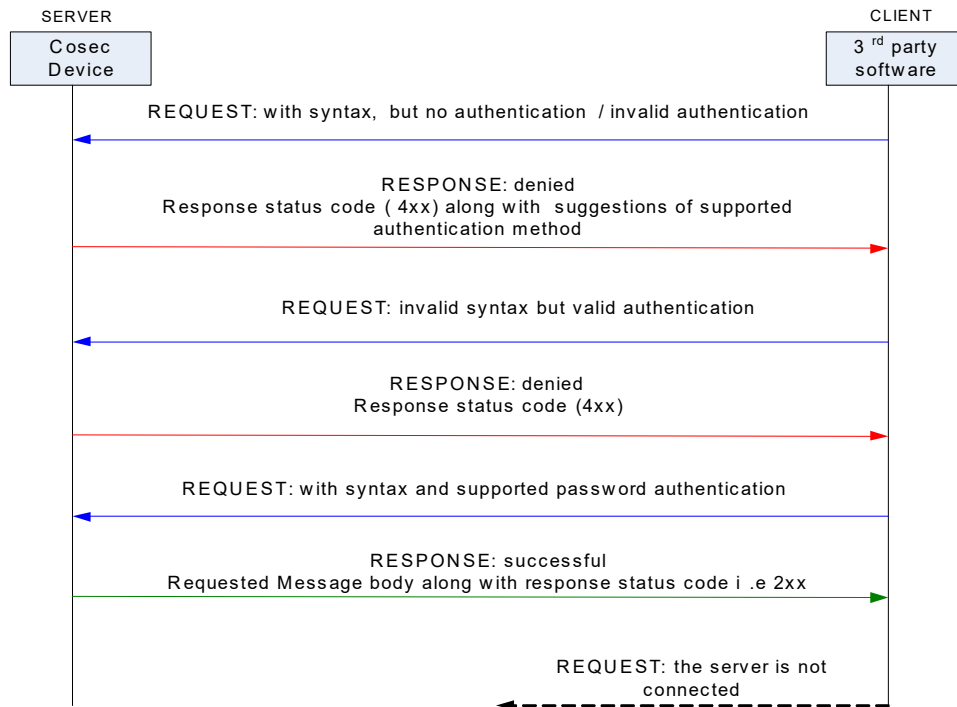 SERVER
CLIENT
Cosec
Device
3 rd party
software
REQUEST: with syntax, but no authentication / invalid authentication
RESPONSE: denied
Response status code ( 4xx) along with suggestions of supported
authentication method
REQUEST: invalid syntax but valid authentication
RESPONSE: denied
Response status code (4xx)
REQUEST: with syntax and supported password authentication
RESPONSE: successful
Requested Message body along with response status code i .e 2xx
REQUEST: the server is not
connected